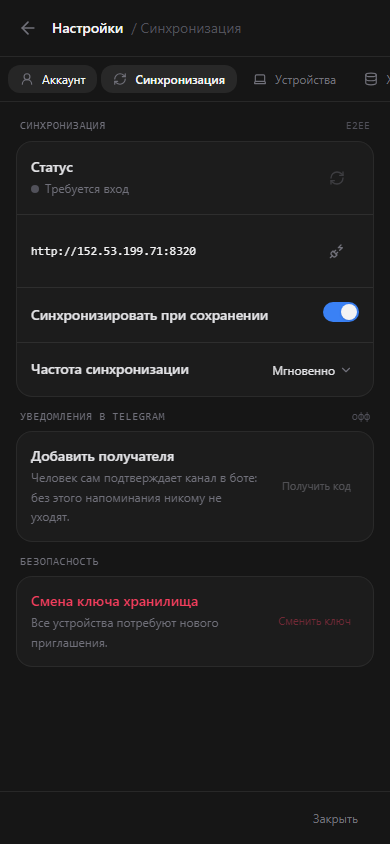 Настройки / Синхронизация
Аккаунт Синхронизация Устройства
СИНХРОНИЗАЦИЯ E2EE
Статус
Требуется вход
http://152.53.199.71:8320
Синхронизировать при сохранении
Частота синхронизации Мгновенно
УВЕДОМЛЕНИЯ В TELEGRAM ОФФ
Добавить получателя
Человек сам подтверждает канал в боте:
без этого напоминания никому не
уходят.
Получить код
БЕЗОПАСНОСТЬ
Смена ключа хранилища
Все устройства потребуют нового
приглашения.
Сменить ключ
Закрыть